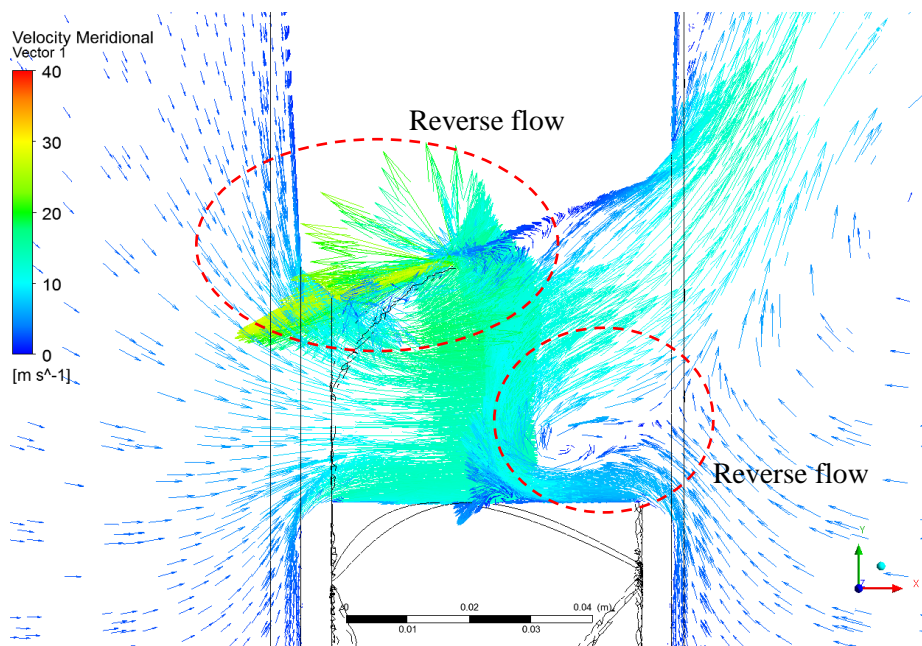 Velocity Meridional
Vector 1
40
30
20
10
0
[m s^-1]
Reverse flow
Reverse flow
Y
X
Z
0
0.02
0.04
(m)
0.01
0.03